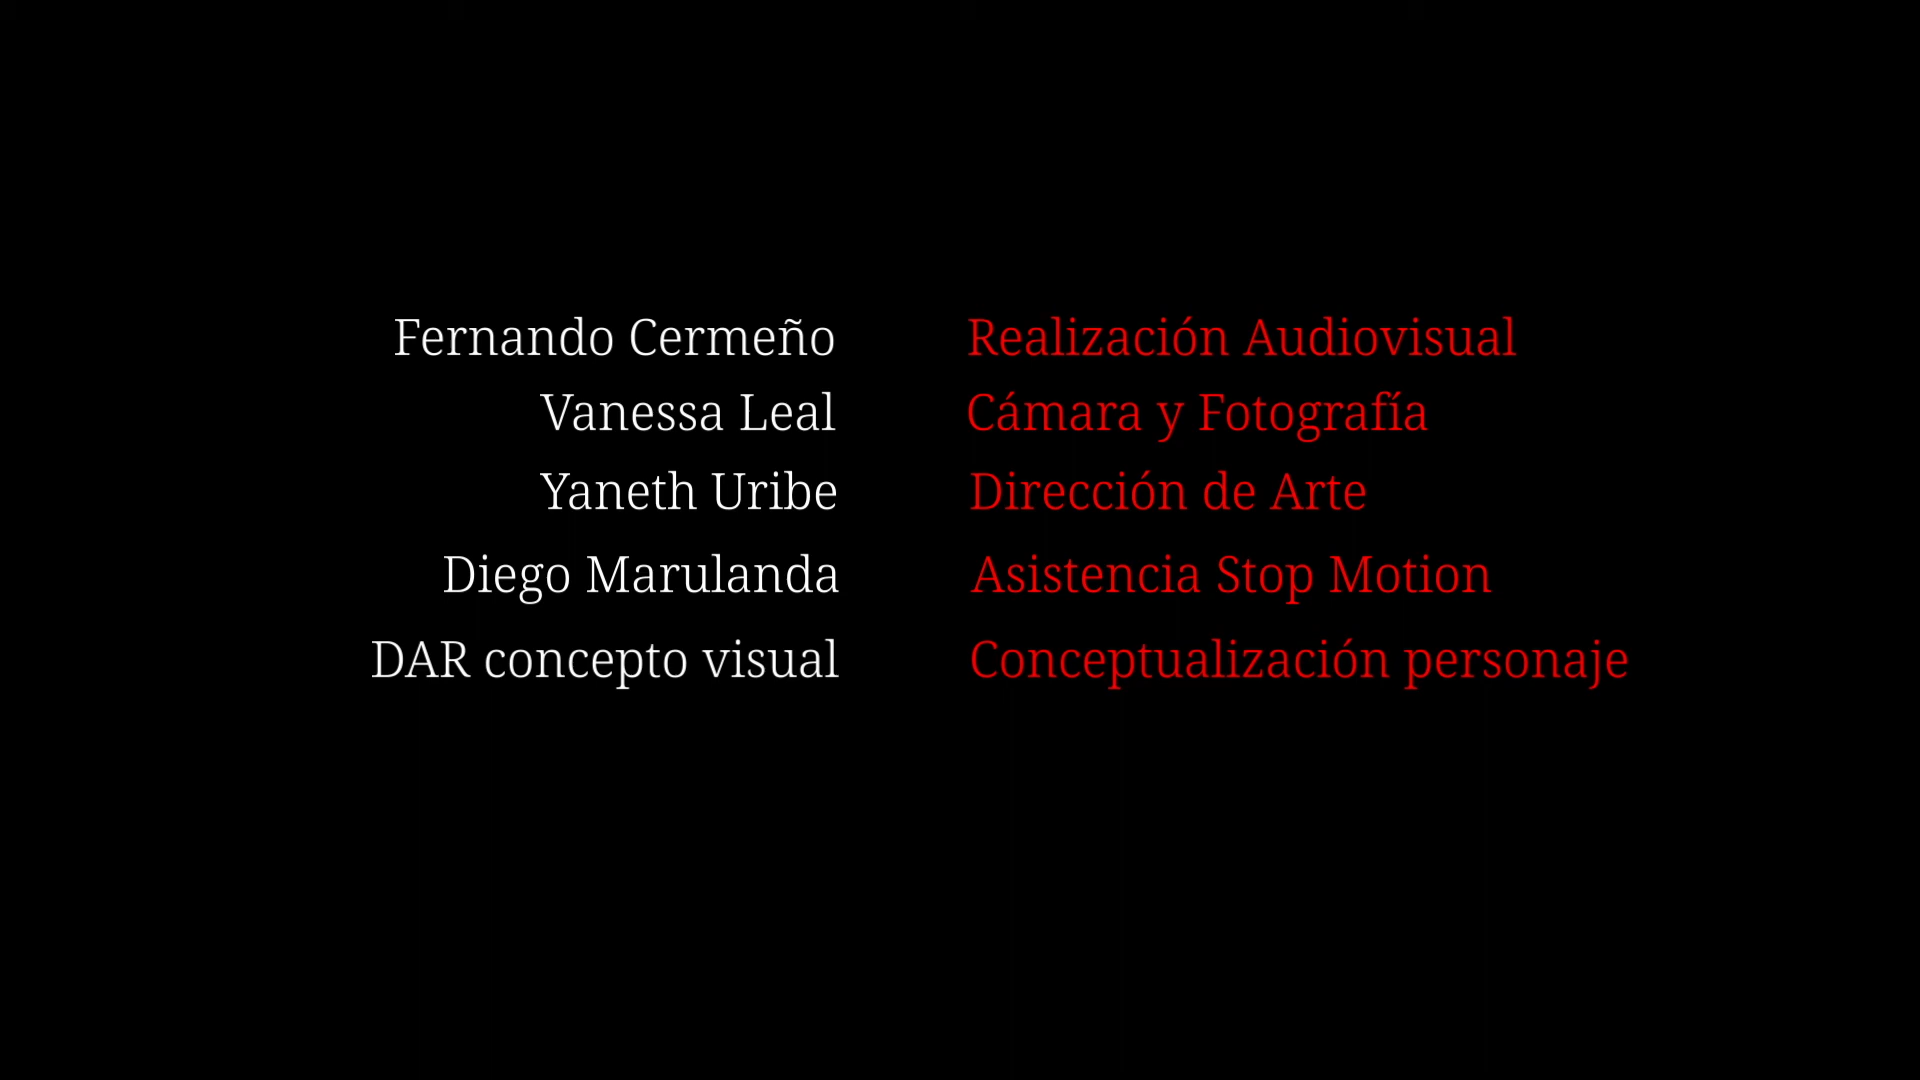 Fernando Cermeño Realización Audiovisual
Vanessa Leal Cámara y Fotografía
Yaneth Uribe Dirección de Arte
Diego Marulanda Asistencia Stop Motion
DAR concepto visual Conceptualización personaje